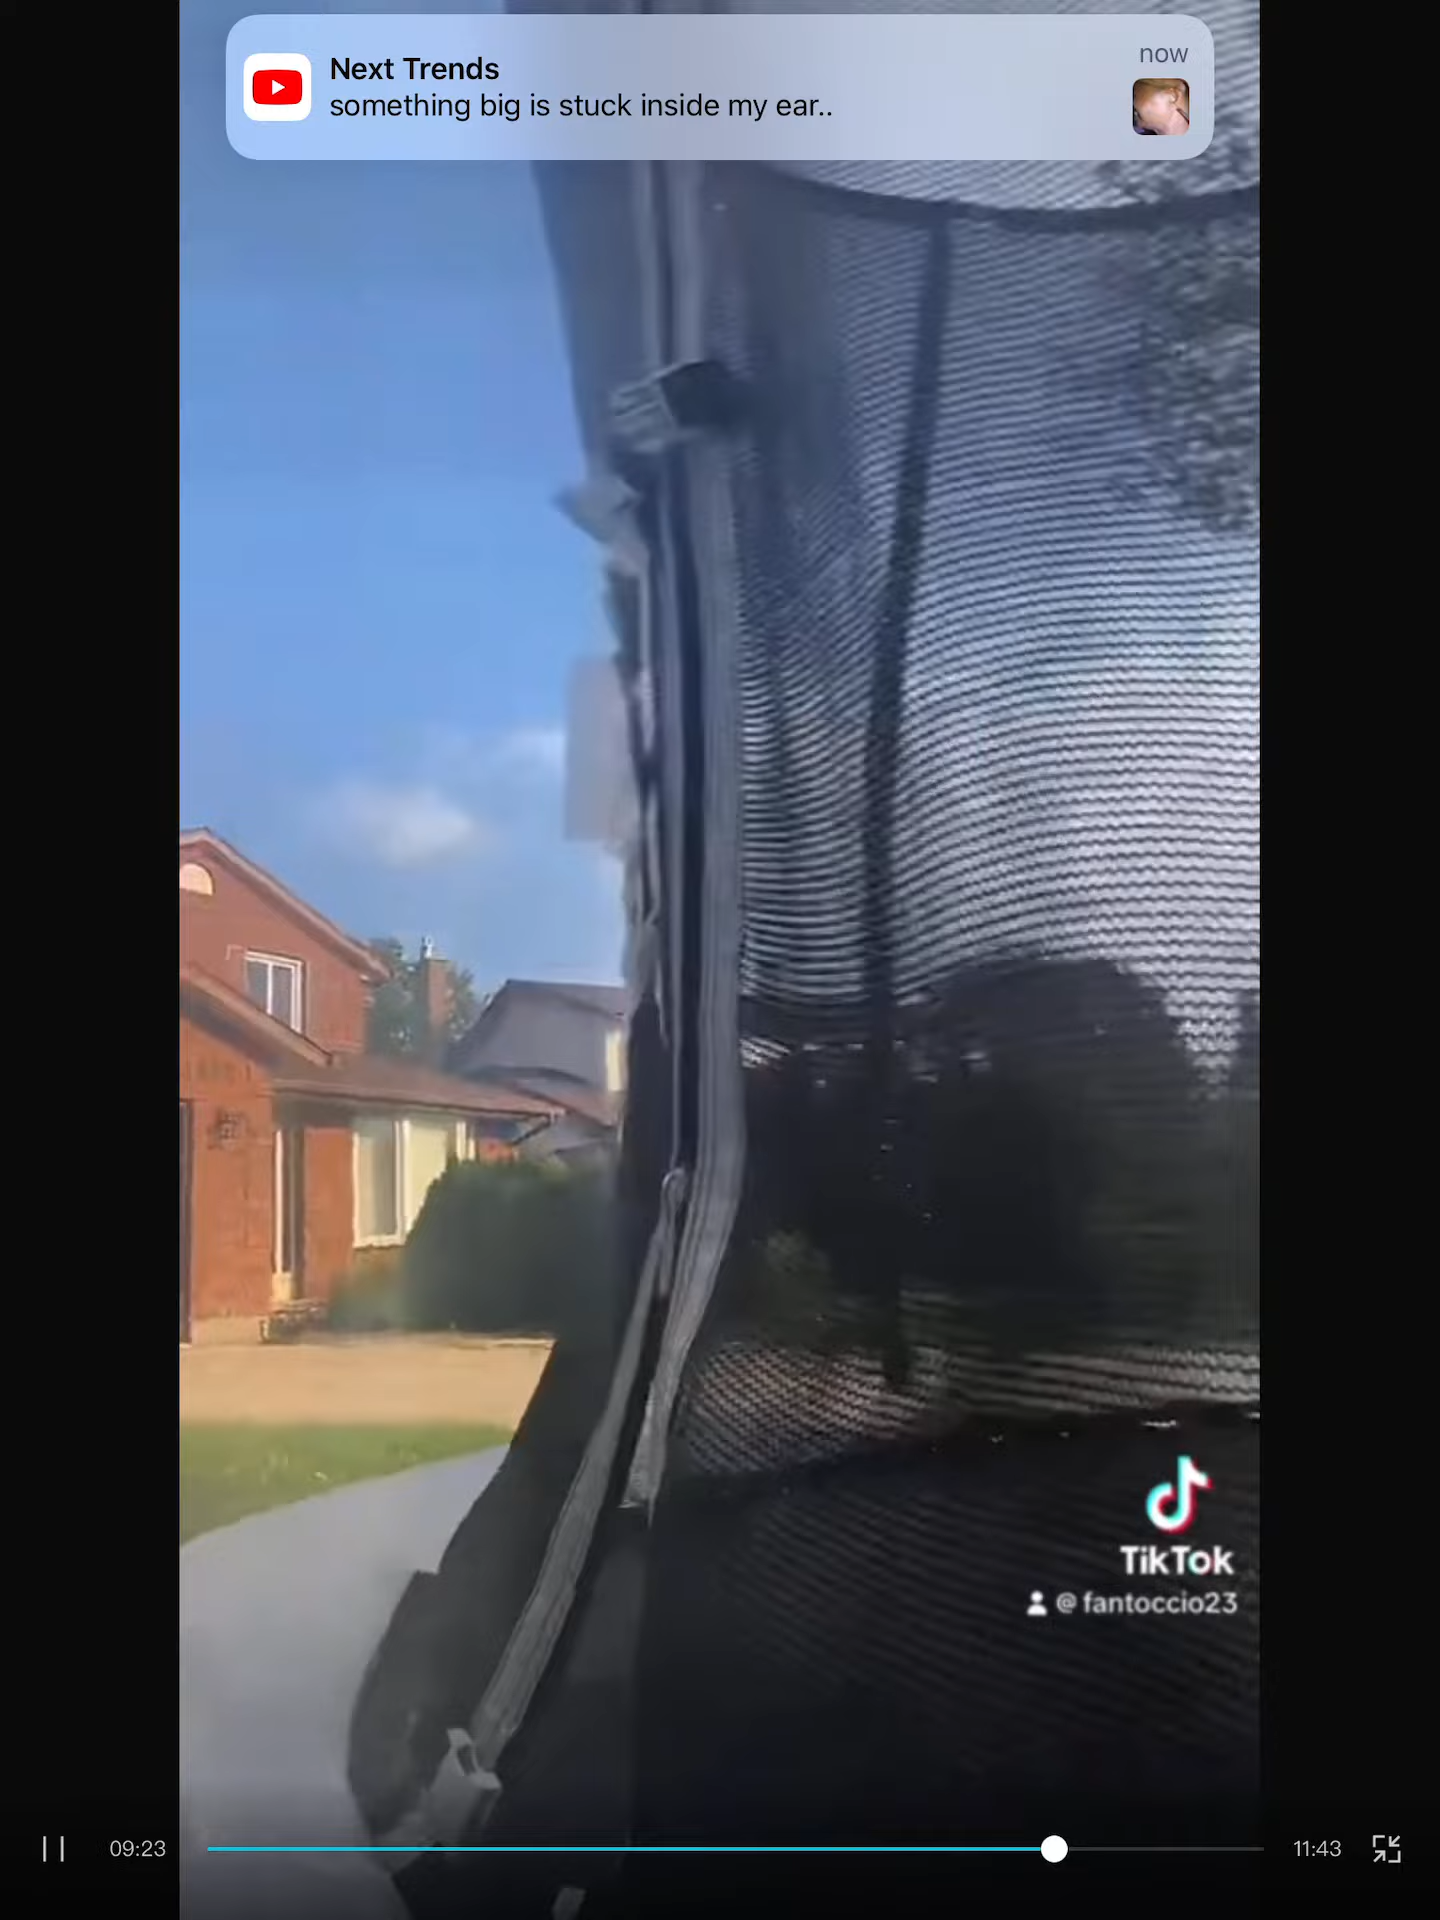 Next Trends
now
something big is stuck inside my ear..
TikTok
@fantoccio23
09:23
11:43